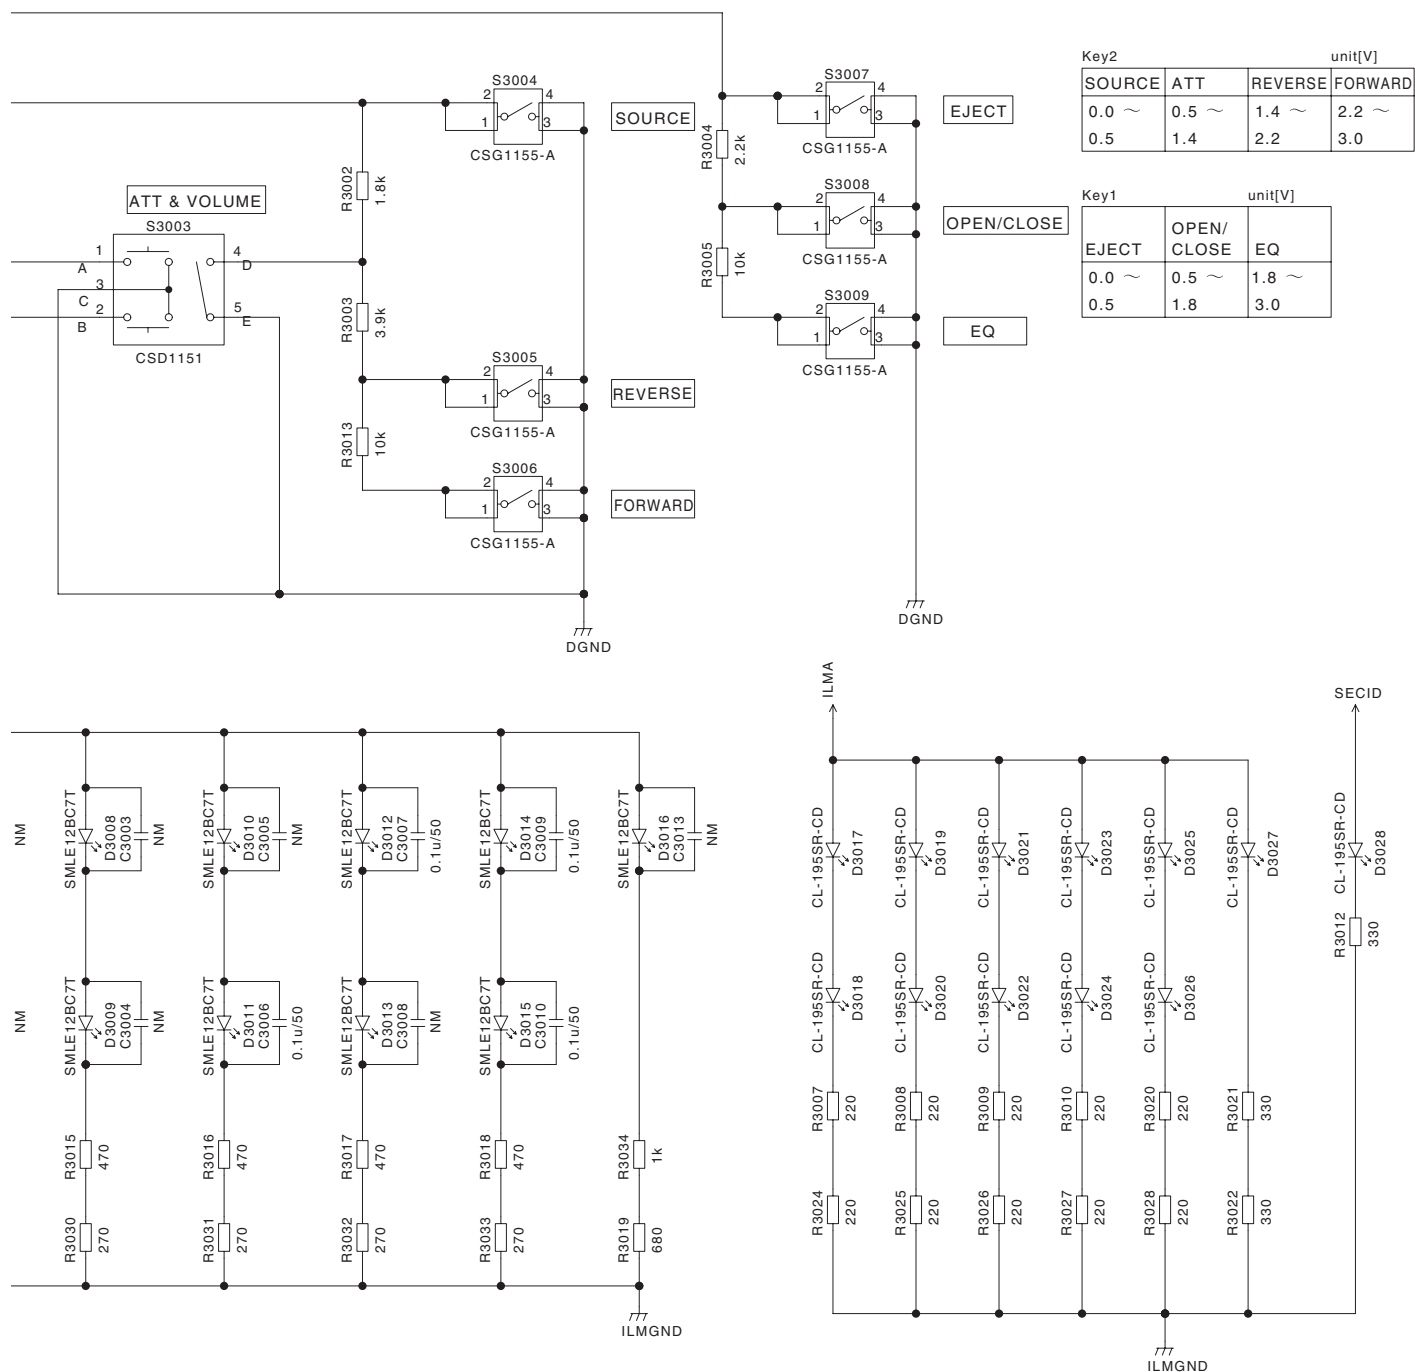 S3004
2 4
1 3
CSG1155-A
SOURCE
R3002
1.8k
ATT & VOLUME
S3003
1 A
3 C
2 B
4 D
5 E
CSD1151
R3003
3.9k
S3005
2 4
1 3
CSG1155-A
REVERSE
R3013
10k
S3006
2 4
1 3
CSG1155-A
FORWARD
DGND
S3007
2 4
1 3
CSG1155-A
EJECT
R3004
2.2k
S3008
2 4
1 3
CSG1155-A
OPEN/CLOSE
R3005
10k
S3009
2 4
1 3
CSG1155-A
EQ
DGND
Key2 unit[V]
SOURCE ATT REVERSE FORWARD
0.0 ～ 0.5 ～ 1.4 ～ 2.2 ～
0.5 1.4 2.2 3.0
Key1 unit[V]
OPEN/
EJECT CLOSE EQ
0.0 ～ 0.5 ～ 1.8 ～
0.5 1.8 3.0
NM
SMLE12BC7T
D3008
C3003
NM
SMLE12BC7T
D3010
C3005
NM
SMLE12BC7T
D3012
C3007
0.1u/50
SMLE12BC7T
D3014
C3009
0.1u/50
SMLE12BC7T
D3016
C3013
NM
NM
SMLE12BC7T
D3009
C3004
NM
SMLE12BC7T
D3011
C3006
0.1u/50
SMLE12BC7T
D3013
C3008
NM
SMLE12BC7T
D3015
C3010
0.1u/50
R3015
470
R3016
470
R3017
470
R3018
470
R3034
1k
R3030
270
R3031
270
R3032
270
R3033
270
R3019
680
ILMGND
ILMA
SECID
CL-195SR-CD
D3017
CL-195SR-CD
D3019
CL-195SR-CD
D3021
CL-195SR-CD
D3023
CL-195SR-CD
D3025
CL-195SR-CD
D3027
CL-195SR-CD
D3028
R3012
330
CL-195SR-CD
D3018
CL-195SR-CD
D3020
CL-195SR-CD
D3022
CL-195SR-CD
D3024
CL-195SR-CD
D3026
R3007
220
R3008
220
R3009
220
R3010
220
R3020
220
R3021
330
R3024
220
R3025
220
R3026
220
R3027
220
R3028
220
R3022
330
ILMGND